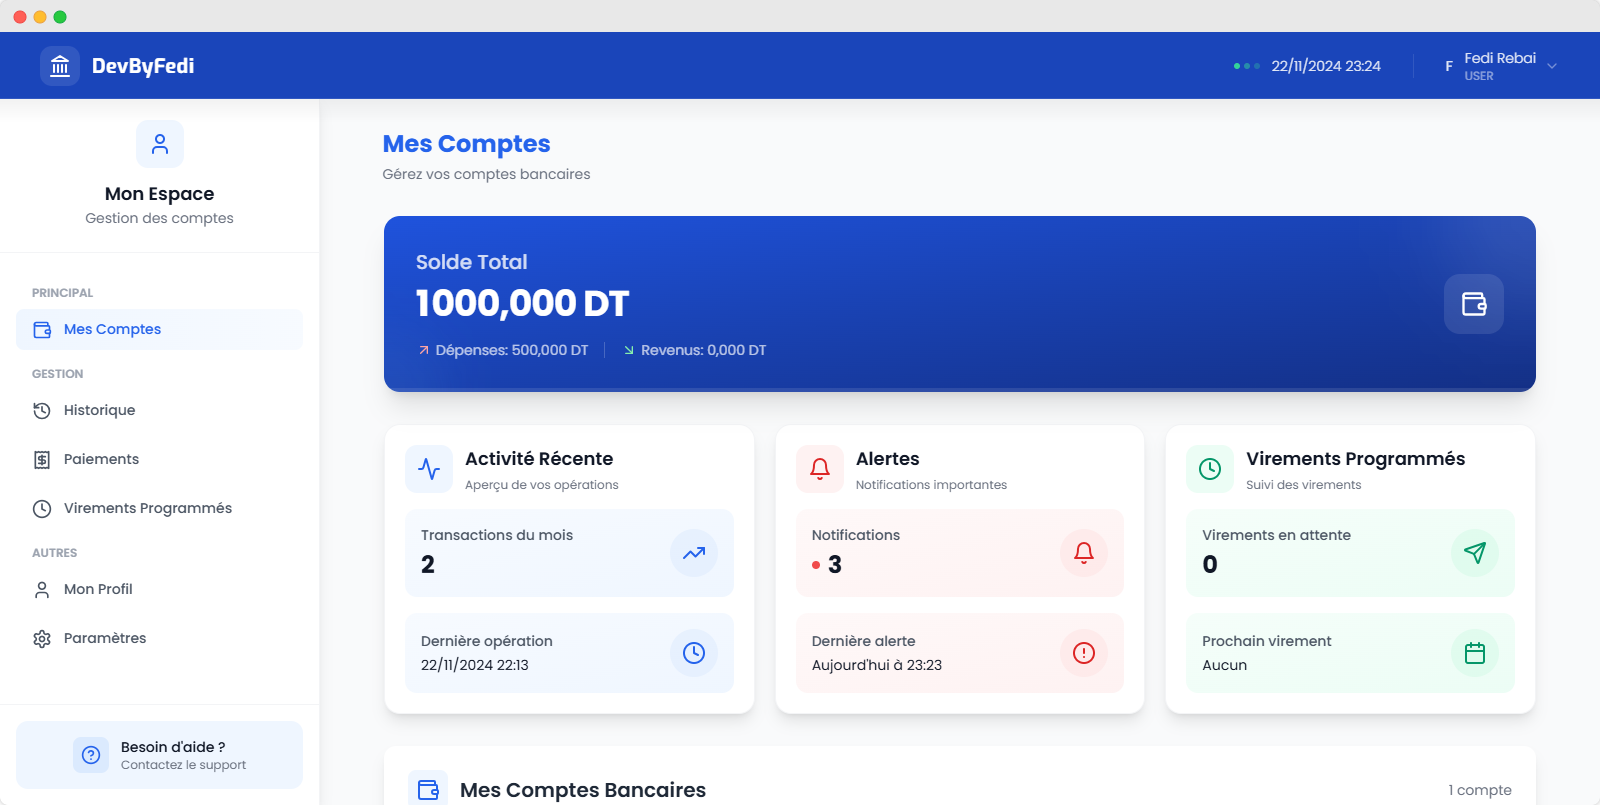 DevByFedi
22/11/2024 23:24
F
Fedi Rebai
USER
Mon Espace
Gestion des comptes
PRINCIPAL
Mes Comptes
GESTION
Historique
Paiements
Virements Programmés
AUTRES
Mon Profil
Paramètres
Besoin d'aide ?
Contactez le support
Mes Comptes
Gérez vos comptes bancaires
Solde Total
1000,000 DT
Dépenses: 500,000 DT
Revenus: 0,000 DT
Activité Récente
Aperçu de vos opérations
Transactions du mois
2
Dernière opération
22/11/2024 22:13
Alertes
Notifications importantes
Notifications
3
Dernière alerte
Aujourd'hui à 23:23
Virements Programmés
Suivi des virements
Virements en attente
0
Prochain virement
Aucun
Mes Comptes Bancaires
1 compte